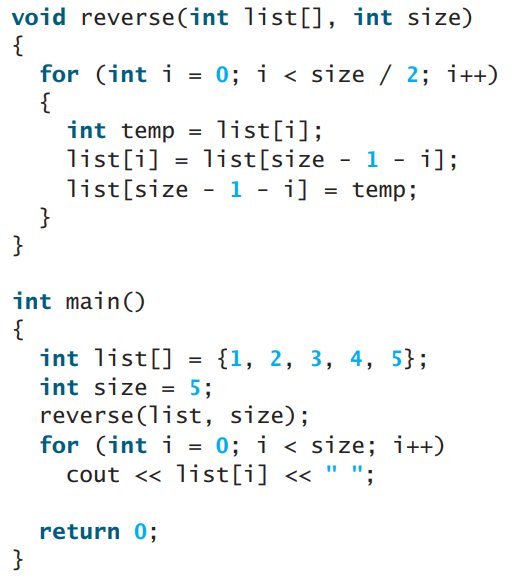 void reverse(int list[], int size)
{
  for (int i = 0; i < size / 2; i++)
  {
    int temp = list[i];
    list[i] = list[size - 1 - i];
    list[size - 1 - i] = temp;
  }
}

int main()
{
  int list[] = {1, 2, 3, 4, 5};
  int size = 5;
  reverse(list, size);
  for (int i = 0; i < size; i++)
    cout << list[i] << " ";

  return 0;
}